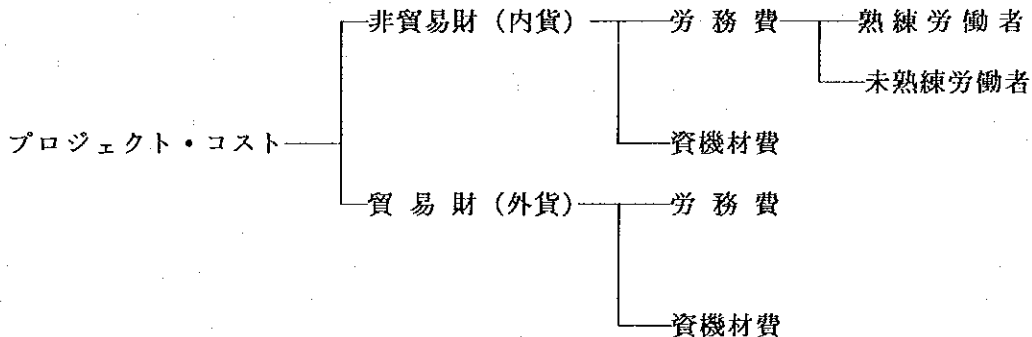 非貿易財（内貨） 労務費 熟練労働者
未熟練労働者
プロジェクト・コスト 資機材費
貿易財（外貨） 労務費
資機材費